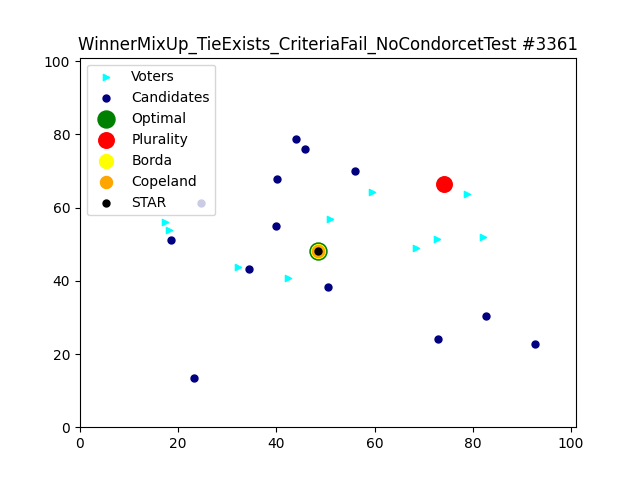 WinnerMixUp_TieExists_CriteriaFail_NoCondorcetTest #3361
100
80
60
40
20
0
Voters
Candidates
Optimal
Plurality
Borda
Copeland
STAR
0
20
40
60
80
100